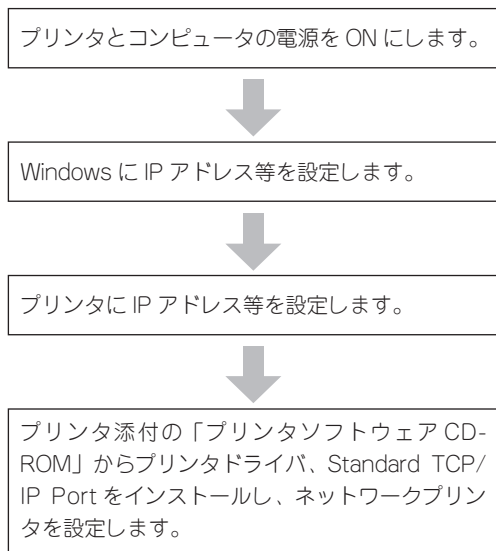 プリンタとコンピュータの電源を ON にします。
Windows に IP アドレス等を設定します。
プリンタに IP アドレス等を設定します。
プリンタ添付の「プリンタソフトウェア CD-
ROM」からプリンタドライバ、Standard TCP/
IP Port をインストールし、ネットワークプリン
タを設定します。